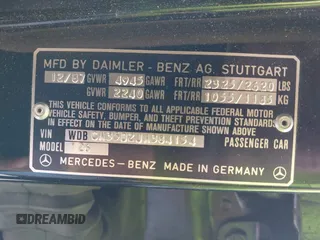 MFD BY DAIMLER - BENZ AG, STUTTGART
12/87 GVWR 4945 GAWR FRT/RR LBS
GVWR 2240 GAWR FRT/RR KG
THIS VEHICLE CONFORMS TO ALL APPLICABLE FEDERAL MOTOR
VEHICLE SAFETY, BUMPER, AND THEFT PREVENTION STANDARDS
IN EFFECT ON THE DATE OF MANUFACTURE SHOWN ABOVE.
VIN WDB PASSENGER CAR
MODEL
MERCEDES-BENZ MADE IN GERMANY
DREAMBID